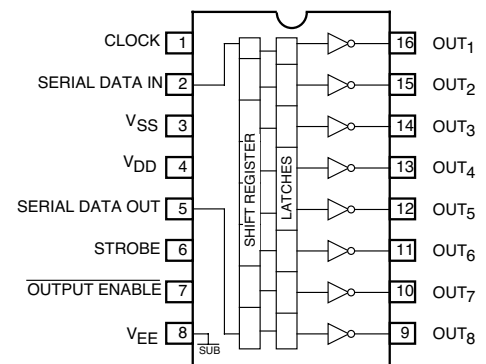 CLOCK 1 16 OUT1
SERIAL DATA IN 2 15 OUT2
VSS 3 14 OUT3
VDD 4 13 OUT4
SERIAL DATA OUT 5 12 OUT5
STROBE 6 11 OUT6
OUTPUT ENABLE 7 10 OUT7
VEE 8 9 OUT8
SUB
SHIFT REGISTER
LATCHES